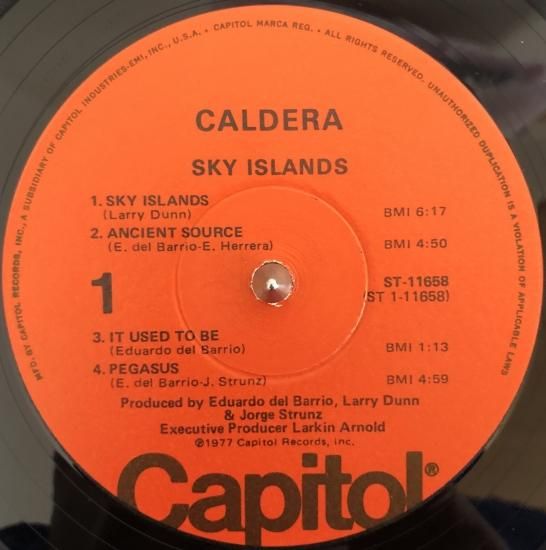 MFD. BY CAPITOL RECORDS, INC., A SUBSIDIARY OF CAPITOL INDUSTRIES-EMI, INC., U.S.A. • CAPITOL MARCA REG. • ALL RIGHTS RESERVED. UNAUTHORIZED DUPLICATION IS A VIOLATION OF APPLICABLE LAWS
CALDERA
SKY ISLANDS
1. SKY ISLANDS
(Larry Dunn) BMI 6:17
2. ANCIENT SOURCE
(E. del Barrio-E. Herrera) BMI 4:50
1 ST-11658
(ST 1-11658)
3. IT USED TO BE
(Eduardo del Barrio) BMI 1:13
4. PEGASUS
(E. del Barrio-J. Strunz) BMI 4:59
Produced by Eduardo del Barrio, Larry Dunn
& Jorge Strunz
Executive Producer Larkin Arnold
℗1977 Capitol Records, Inc.
Capitol®